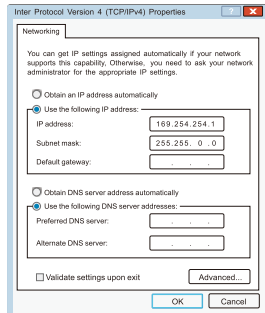 Inter Protocol Version 4 (TCP/IPv4) Properties
? X
Networking
You can get IP settings assigned automatically if your network
supports this capability, Otherwise, you need to ask your network
administrator for the appropriate IP settings.
Obtain an IP address automatically
Use the following IP address:
IP address: 169.254.254.1
Subnet mask: 255.255. 0 .0
Default gateway: . . .
Obtain DNS server address automatically
Use the following DNS server addresses:
Preferred DNS server: . . .
Alternate DNS server: . . .
Validate settings upon exit
Advanced...
OK Cancel